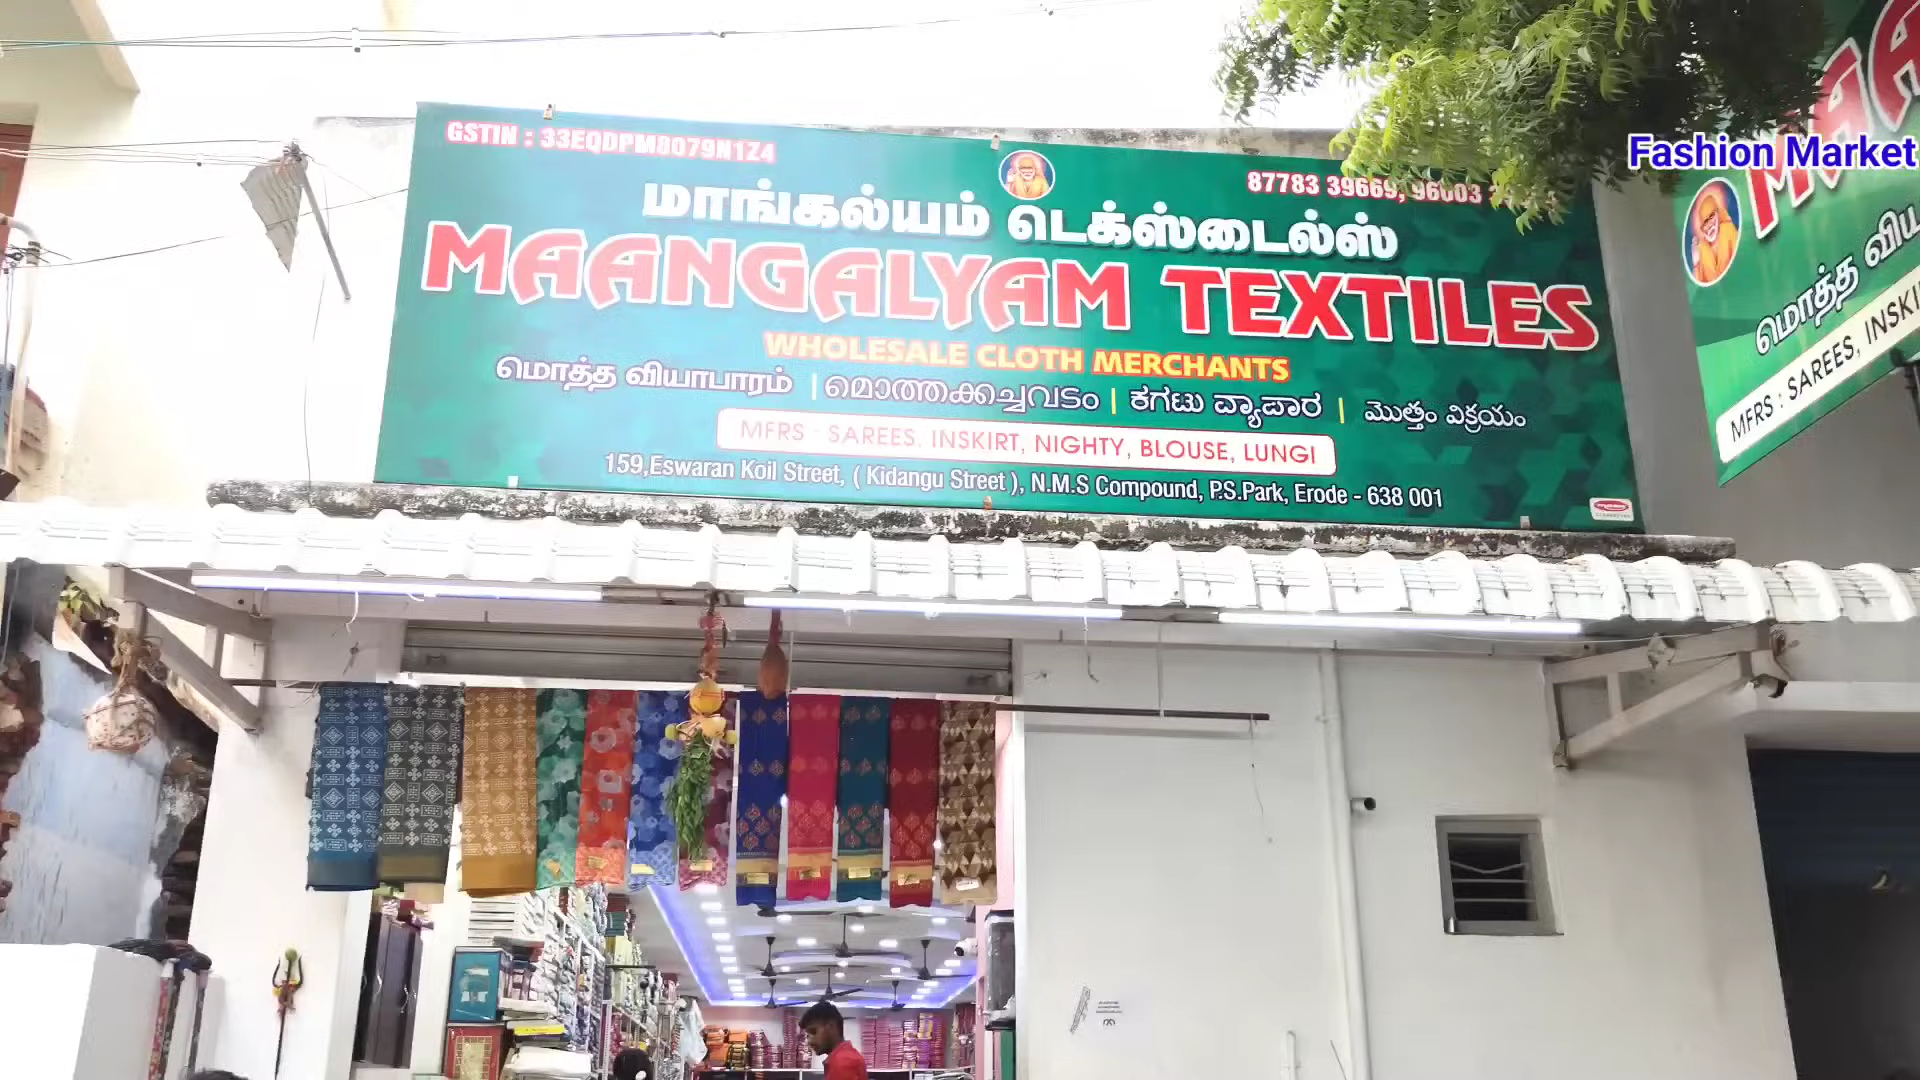 GSTIN : 33EQDPM8079N1Z4
87783 39669, 96003
மாங்கல்யம் டெக்ஸ்டைல்ஸ்
MAANGALYAM TEXTILES
WHOLESALE CLOTH MERCHANTS
மொத்த வியாபாரம் | മൊത്തക്കച്ചവടം | ಕಗಟು ವ್ಯಾಪಾರ | మొత్తం విక్రయం
MFRS : SAREES, INSKIRT, NIGHTY, BLOUSE, LUNGI
159,Eswaran Koil Street, ( Kidangu Street ), N.M.S Compound, P.S.Park, Erode - 638 001
Fashion Market
மொத்த
MFRS : SAREES,